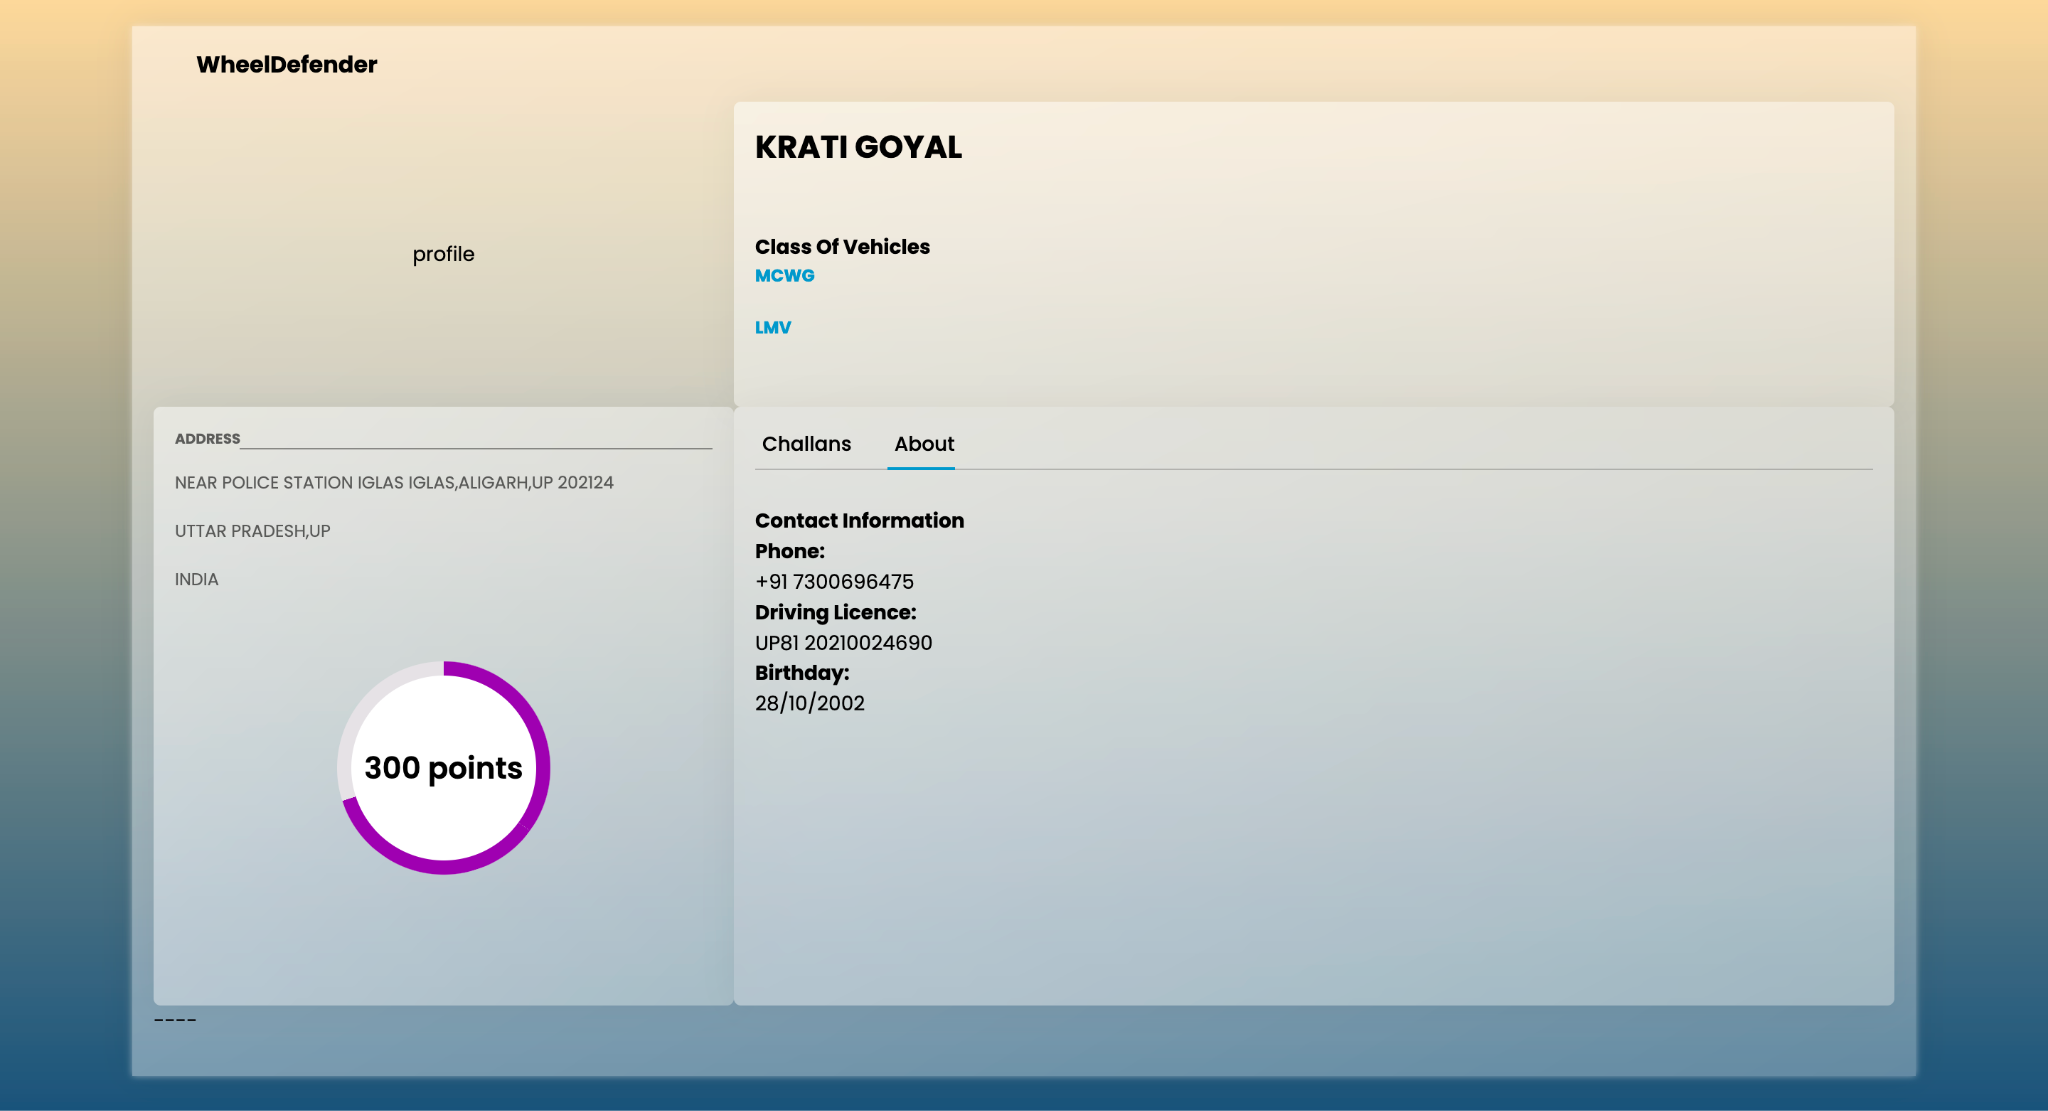 WheelDefender
profile
KRATI GOYAL
Class Of Vehicles
MCWG
LMV
ADDRESS
NEAR POLICE STATION IGLAS IGLAS,ALIGARH,UP 202124
UTTAR PRADESH,UP
INDIA
300 points
Challans About
Contact Information
Phone:
+91 7300696475
Driving Licence:
UP81 20210024690
Birthday:
28/10/2002
----